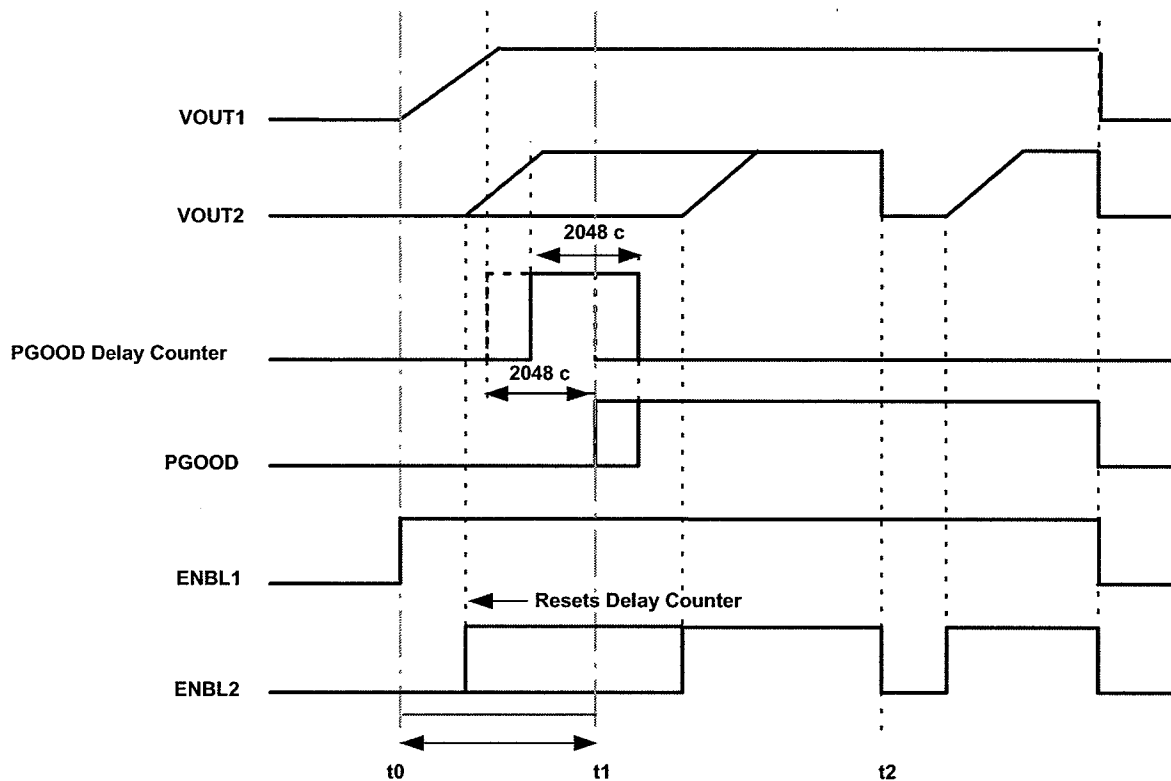 VOUT1
VOUT2
2048 c
PGOOD Delay Counter
2048 c
PGOOD
ENBL1
Resets Delay Counter
ENBL2
t0
t1
t2